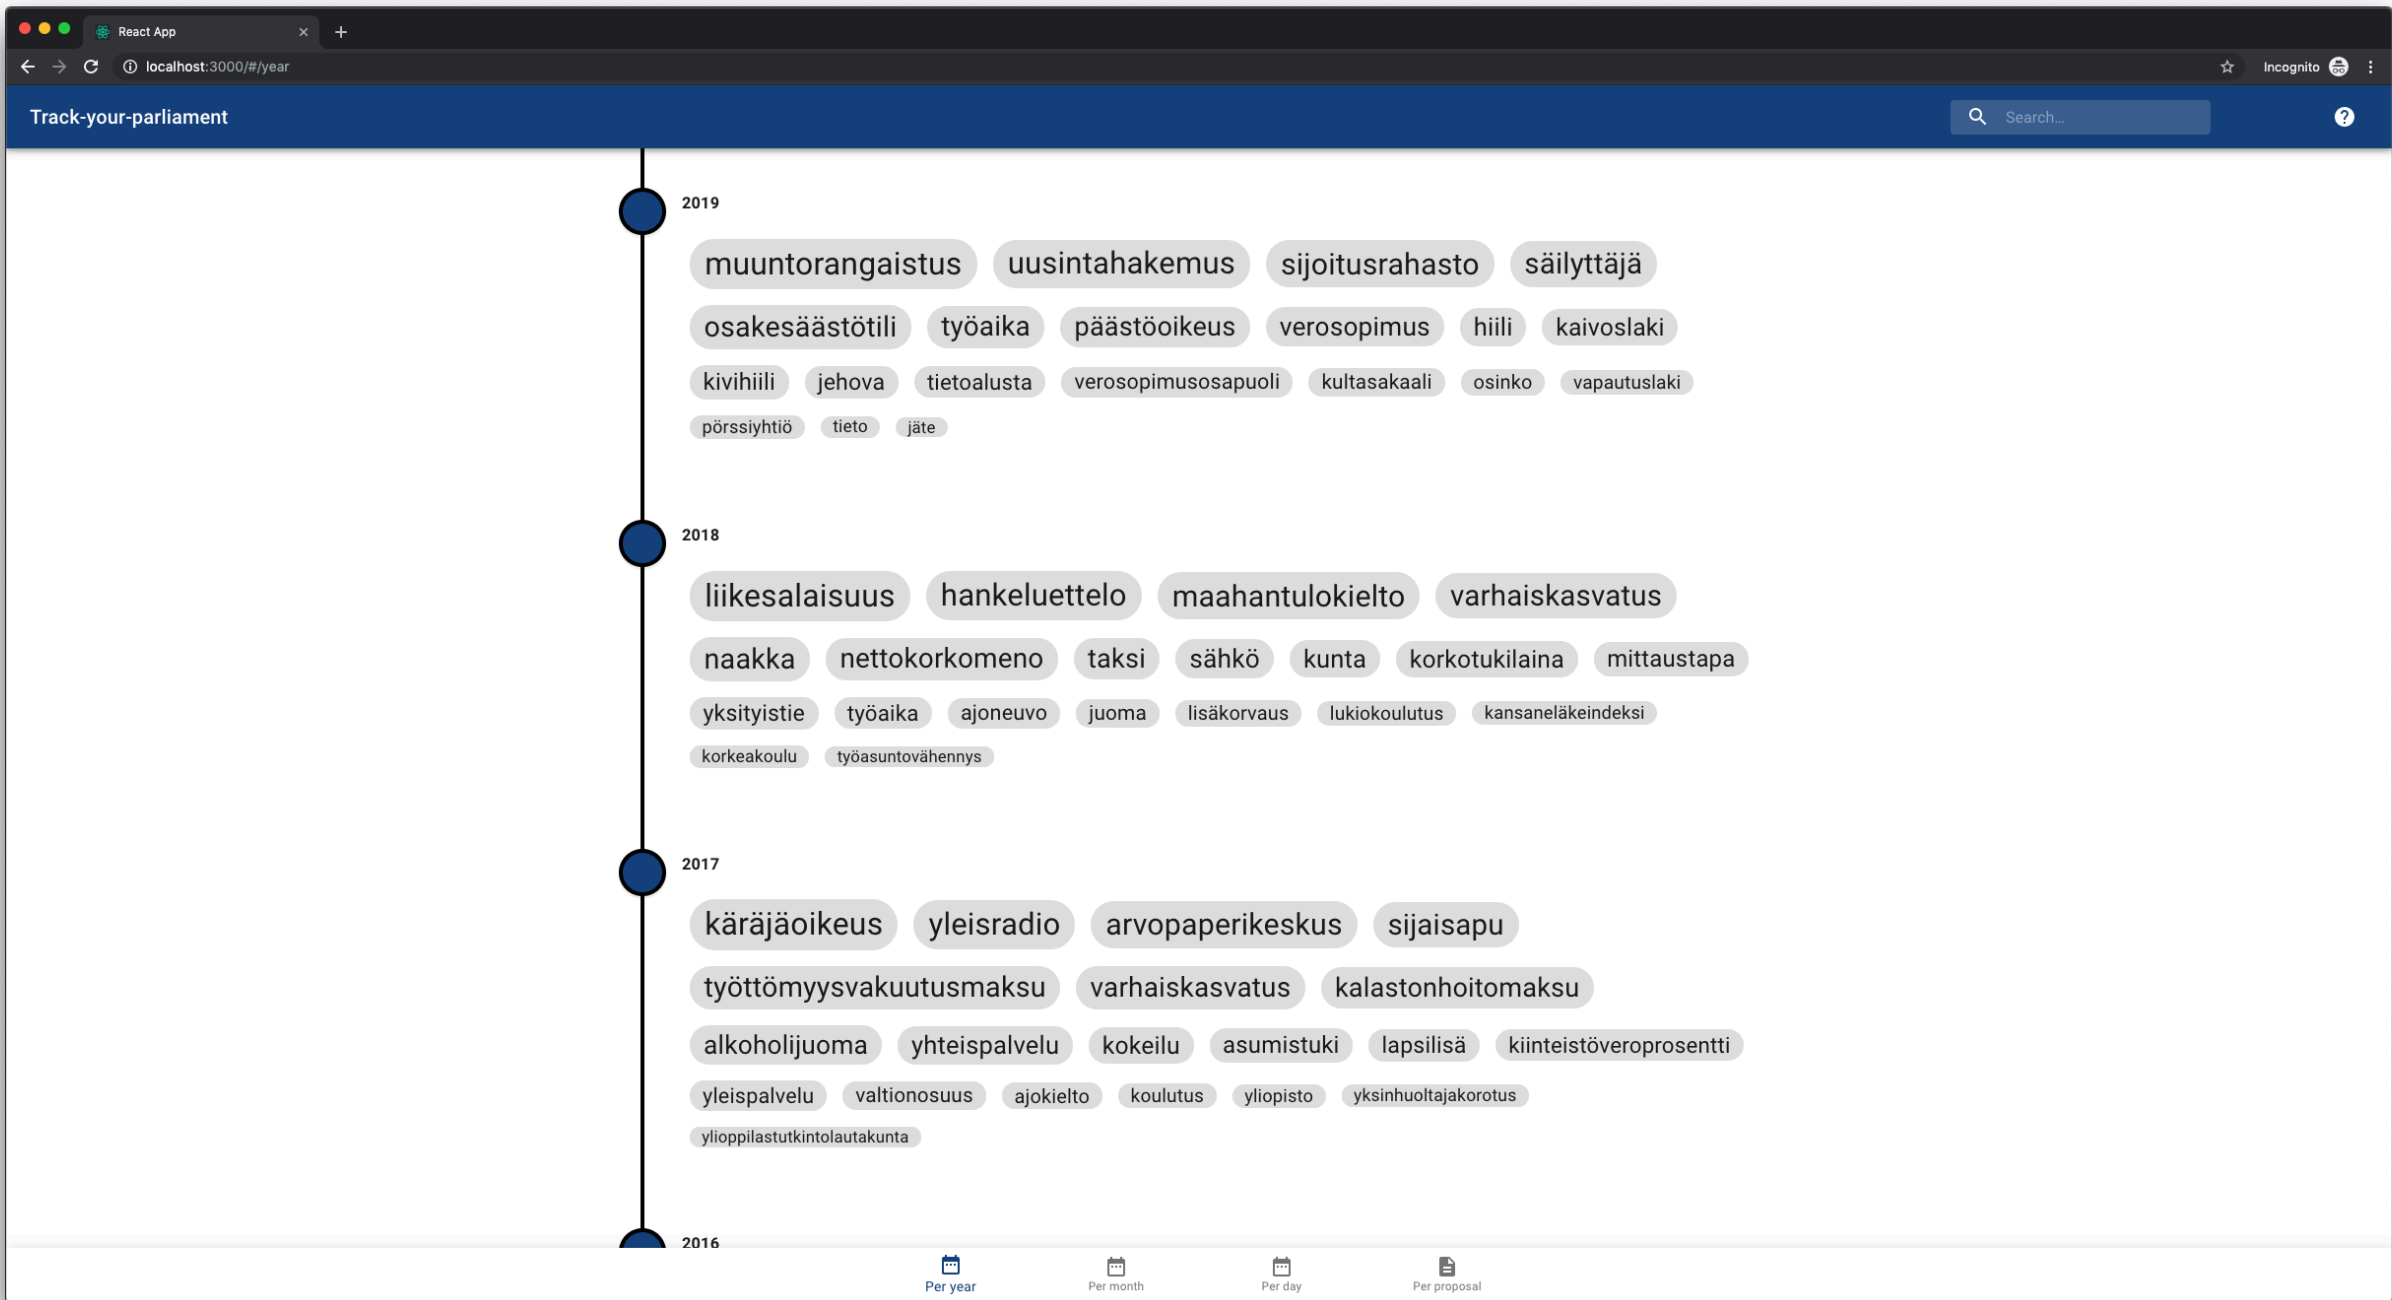 React App
localhost:3000/#/year
Incognito
Track-your-parliament
Search...
2019
muuntorangaistus uusintahakemus sijoitusrahasto säilyttäjä
osakesäästötili työaika päästöoikeus verosopimus hiili kaivoslaki
kivihiili jehova tietoalusta verosopimusosapuoli kultasakaali osinko vapautuslaki
pörssiyhtiö tieto jäte
2018
liikesalaisuus hankeluettelo maahantulokielto varhaiskasvatus
naakka nettokorkomeno taksi sähkö kunta korkotukilaina mittaustapa
yksityistie työaika ajoneuvo juoma lisäkorvaus lukiokoulutus kansaneläkeindeksi
korkeakoulu työasuntovähennys
2017
käräjäoikeus yleisradio arvopaperikeskus sijaisapu
työttömyysvakuutusmaksu varhaiskasvatus kalastonhoitomaksu
alkoholijuoma yhteispalvelu kokeilu asumistuki lapsilisä kiinteistöveroprosentti
yleispalvelu valtionosuus ajokielto koulutus yliopisto yksinhuoltajakorotus
ylioppilastutkintolautakunta
2016
Per year Per month Per day Per proposal